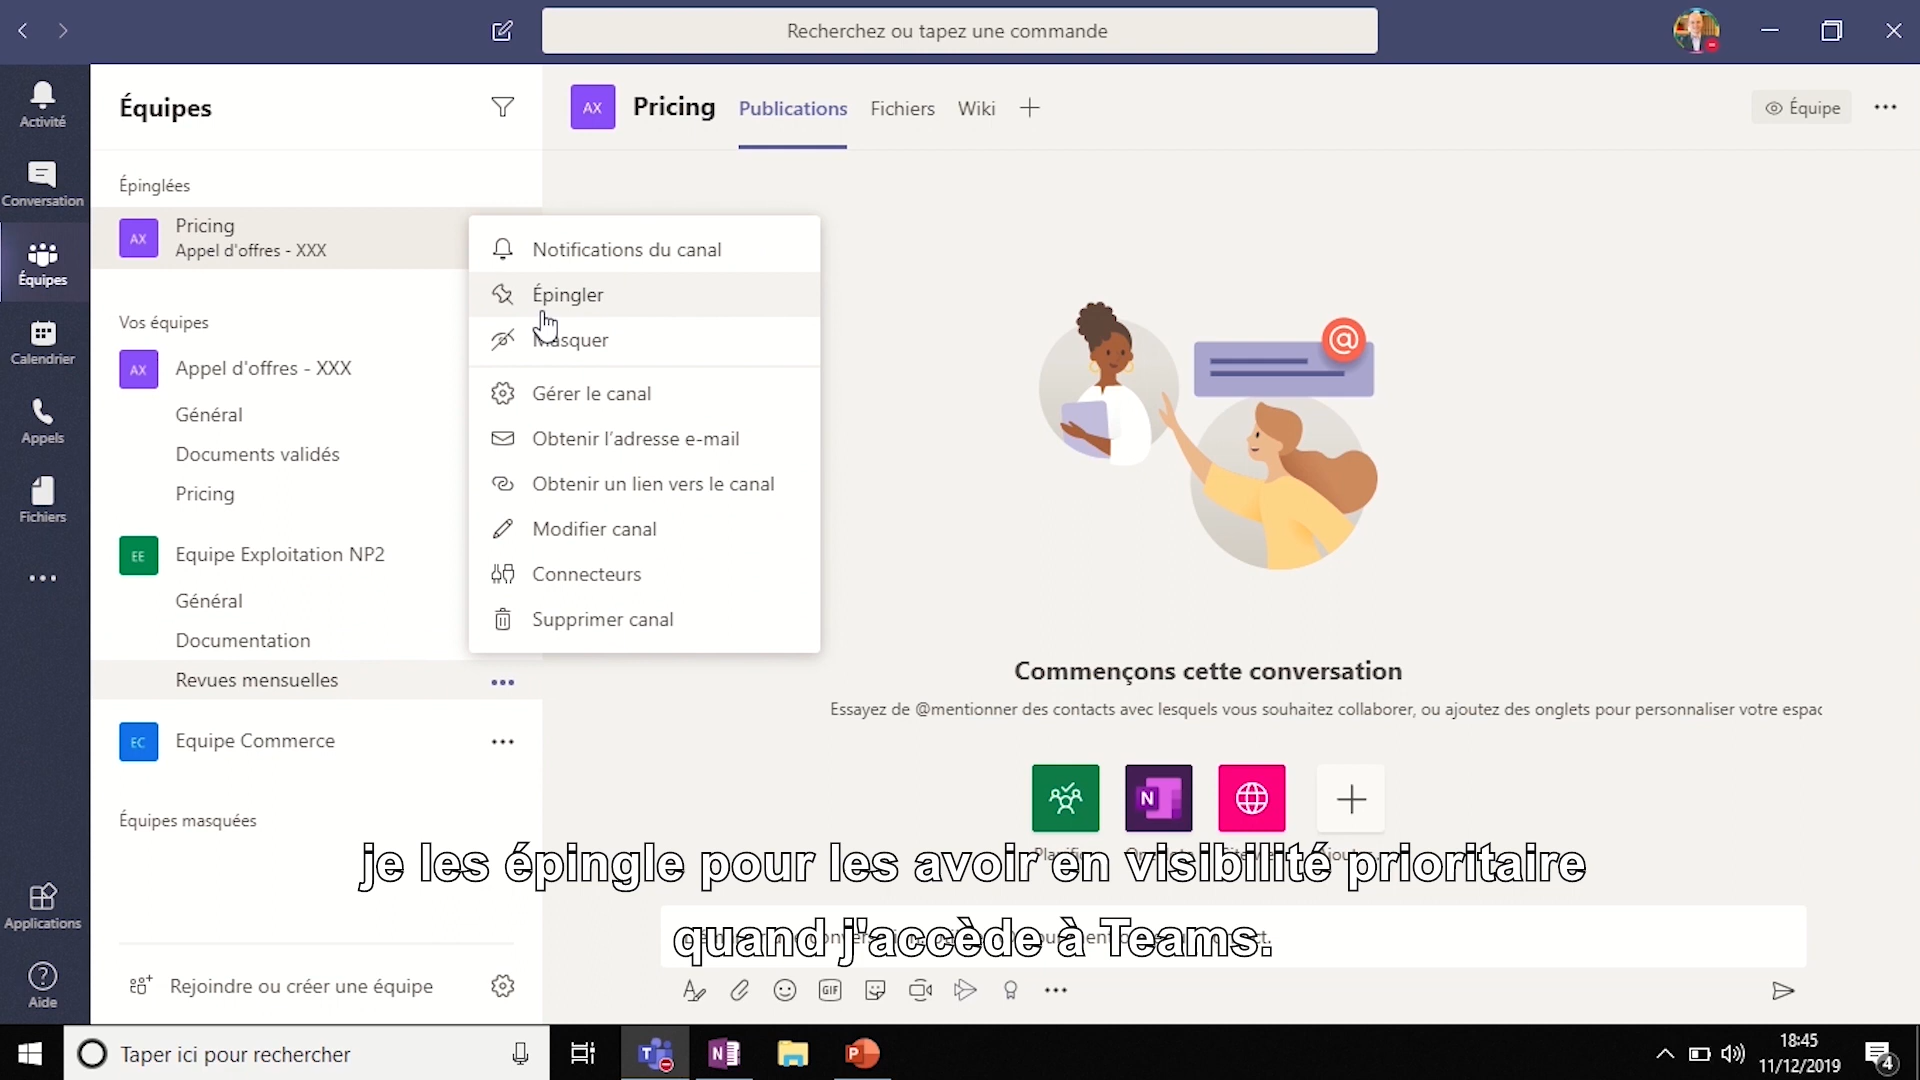 Recherchez ou tapez une commande
Activité
Conversation
Équipes
Calendrier
Appels
Fichiers
Applications
Aide
Équipes
Épinglées
AX
Pricing
Appel d'offres - XXX
Vos équipes
AX
Appel d'offres - XXX
Général
Documents validés
Pricing
EE
Equipe Exploitation NP2
Général
Documentation
Revues mensuelles
EC
Equipe Commerce
Équipes masquées
Rejoindre ou créer une équipe
Notifications du canal
Épingler
Masquer
Gérer le canal
Obtenir l'adresse e-mail
Obtenir un lien vers le canal
Modifier canal
Connecteurs
Supprimer canal
AX
Pricing
Publications
Fichiers
Wiki
Équipe
@
Commençons cette conversation
Essayez de @mentionner des contacts avec lesquels vous souhaitez collaborer, ou ajoutez des onglets pour personnaliser votre espac
N
je les épingle pour les avoir en visibilité prioritaire
quand j'accède à Teams.
GIF
Taper ici pour rechercher
T
N
P
18:45
11/12/2019
4